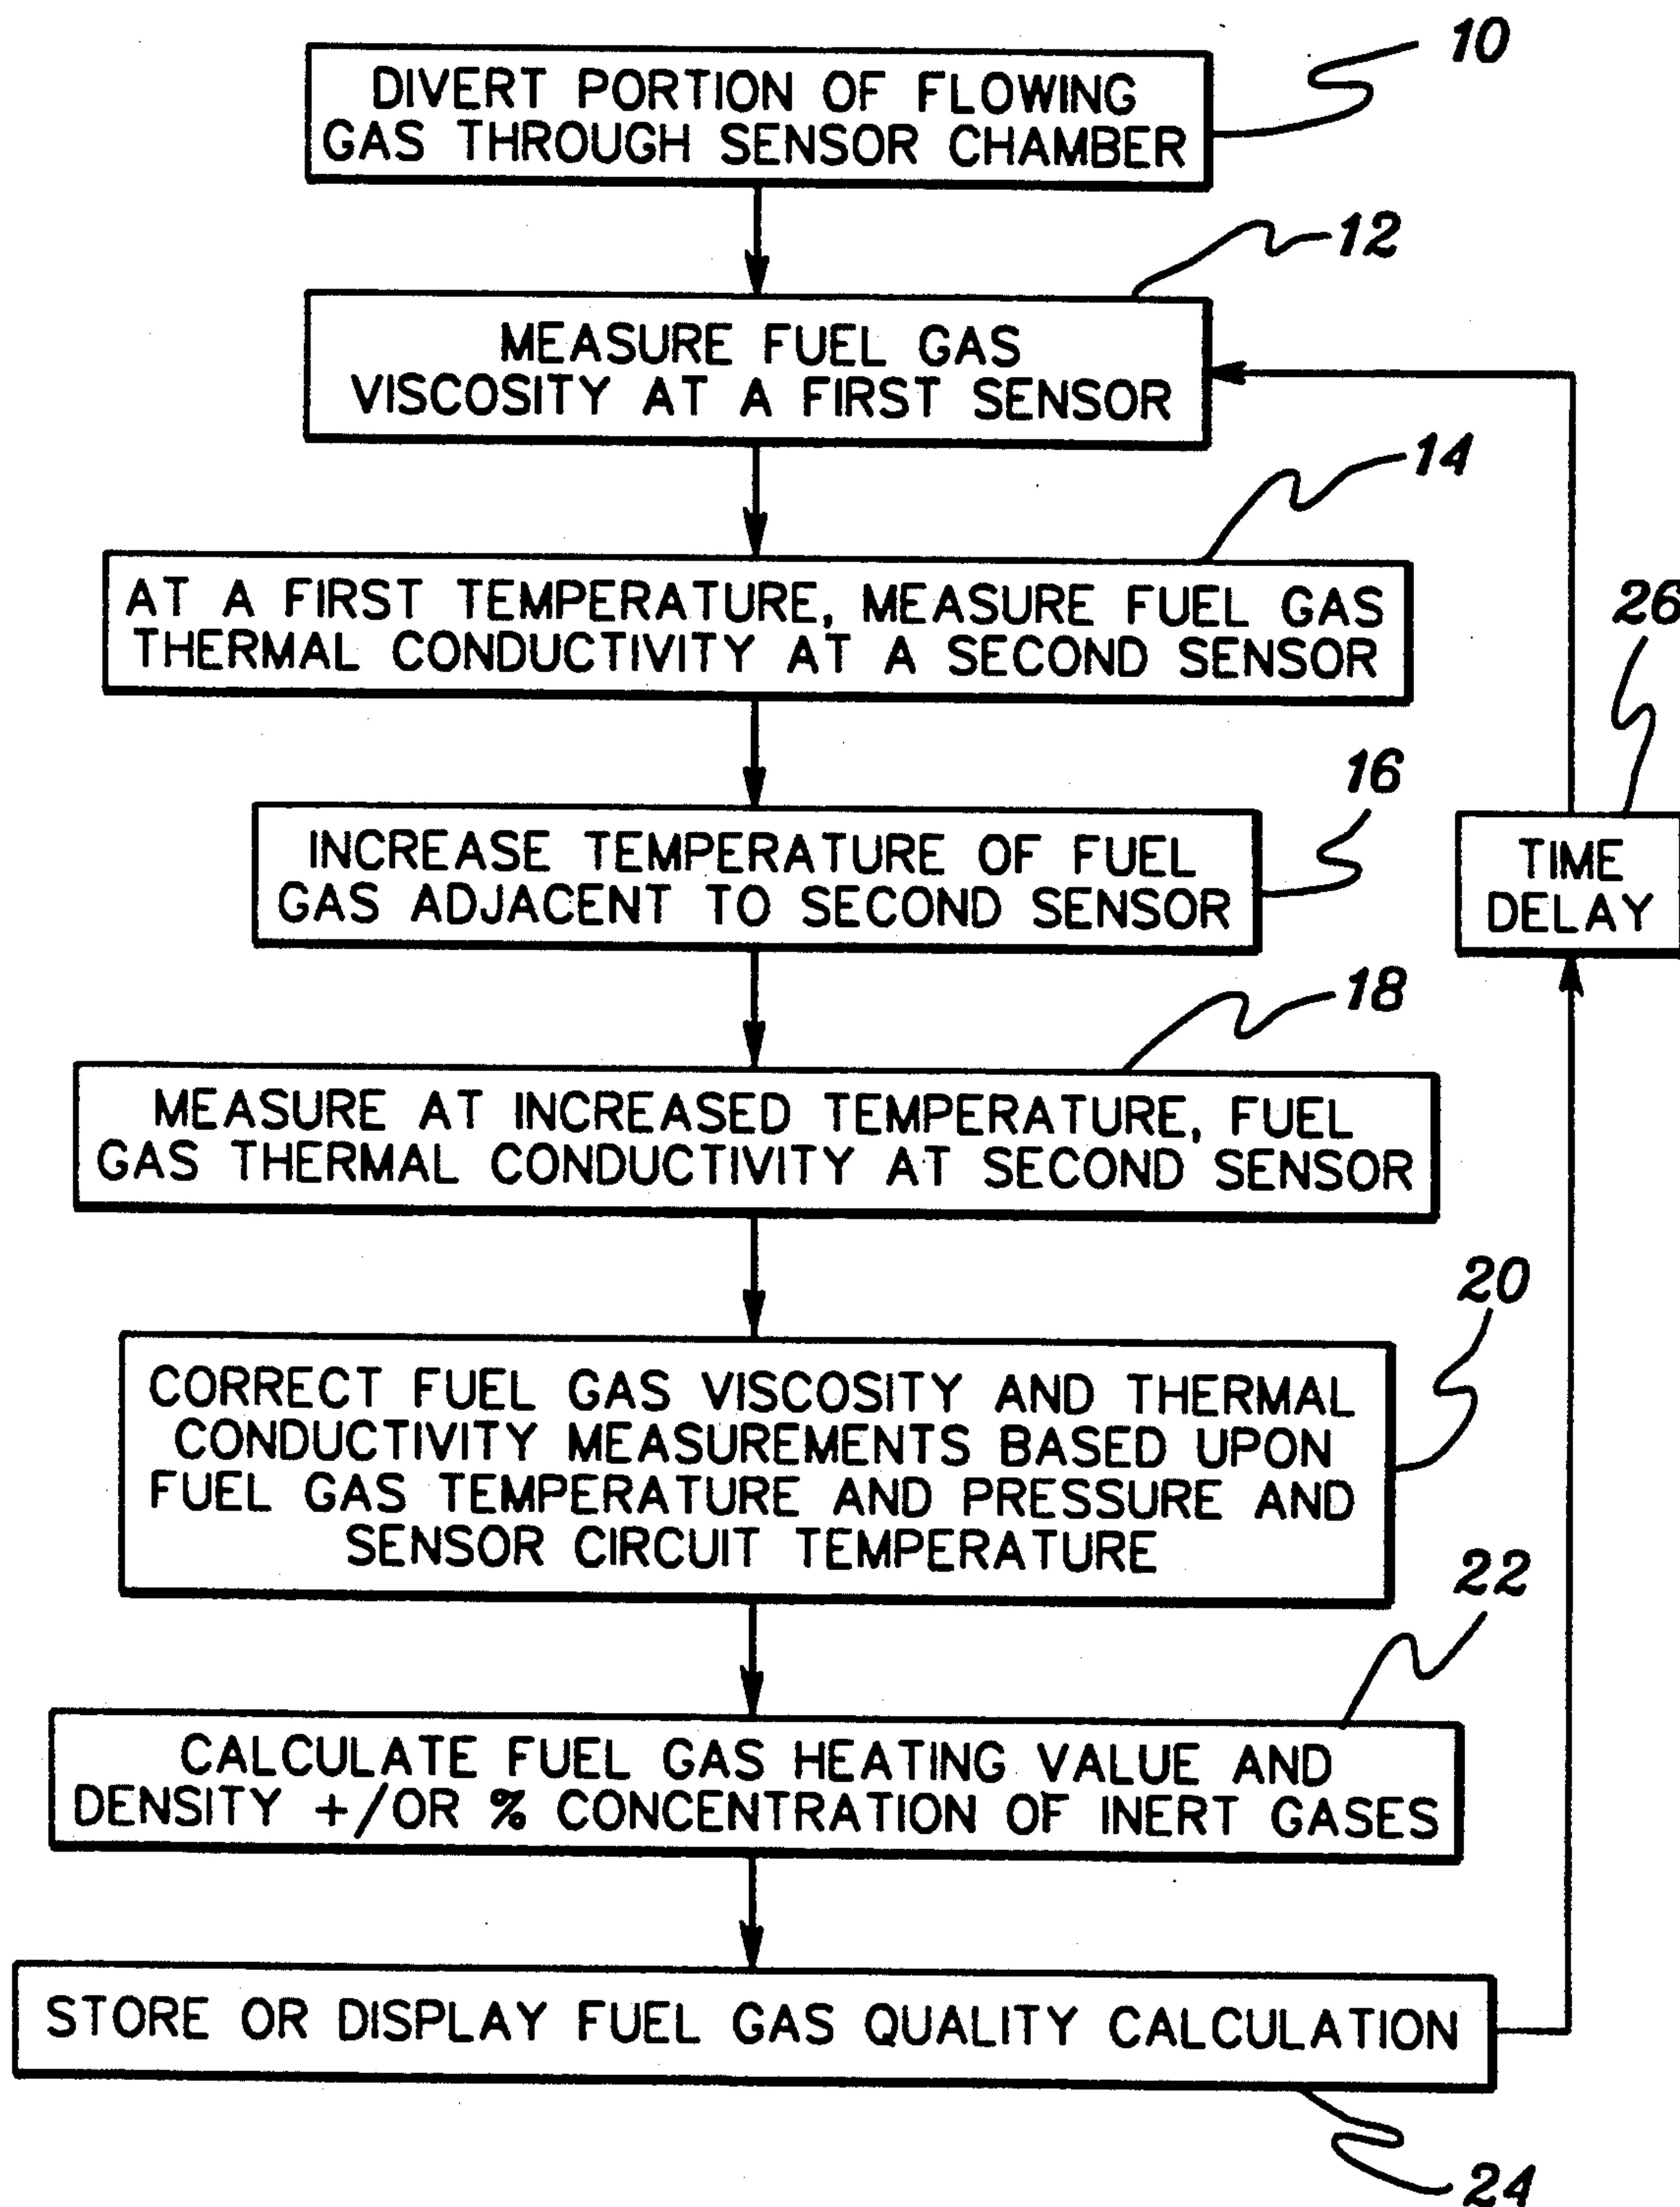 10
DIVERT PORTION OF FLOWING
GAS THROUGH SENSOR CHAMBER
12
MEASURE FUEL GAS
VISCOSITY AT A FIRST SENSOR
14
AT A FIRST TEMPERATURE, MEASURE FUEL GAS
THERMAL CONDUCTIVITY AT A SECOND SENSOR
16
INCREASE TEMPERATURE OF FUEL
GAS ADJACENT TO SECOND SENSOR
26
TIME
DELAY
18
MEASURE AT INCREASED TEMPERATURE, FUEL
GAS THERMAL CONDUCTIVITY AT SECOND SENSOR
20
CORRECT FUEL GAS VISCOSITY AND THERMAL
CONDUCTIVITY MEASUREMENTS BASED UPON
FUEL GAS TEMPERATURE AND PRESSURE AND
SENSOR CIRCUIT TEMPERATURE
22
CALCULATE FUEL GAS HEATING VALUE AND
DENSITY +/OR % CONCENTRATION OF INERT GASES
STORE OR DISPLAY FUEL GAS QUALITY CALCULATION
24